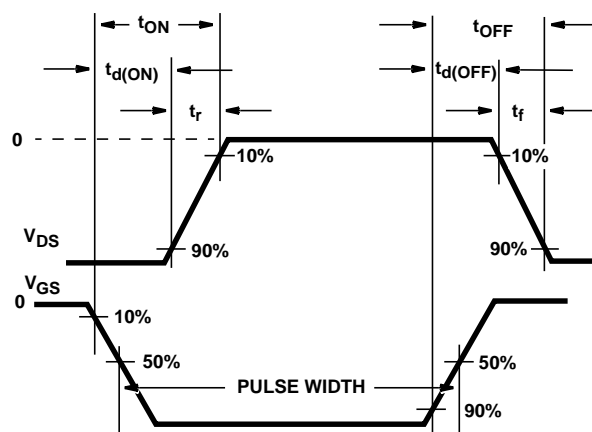 tON
tOFF
td(ON)
td(OFF)
tr
tf
0
10%
10%
VDS
90%
90%
VGS
0
10%
50%
50%
PULSE WIDTH
90%